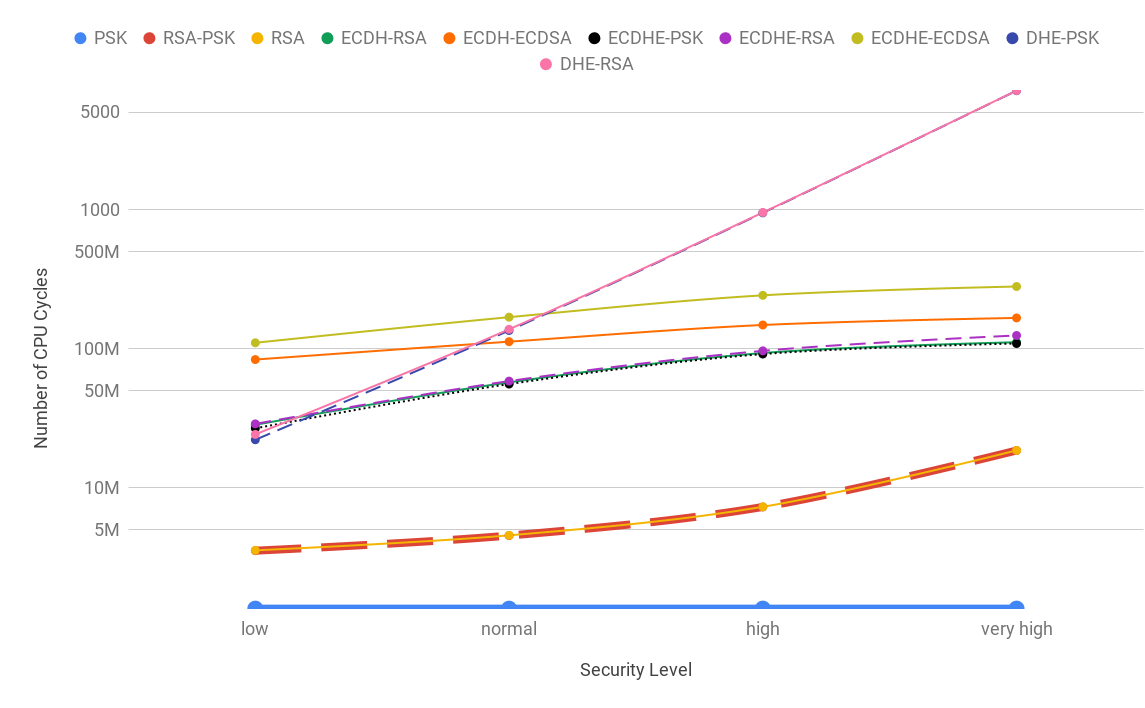 PSK RSA-PSK RSA ECDH-RSA ECDH-ECDSA ECDHE-PSK ECDHE-RSA ECDHE-ECDSA DHE-PSK
DHE-RSA
5000
1000
500M
100M
50M
10M
5M
Number of CPU Cycles
low normal high very high
Security Level